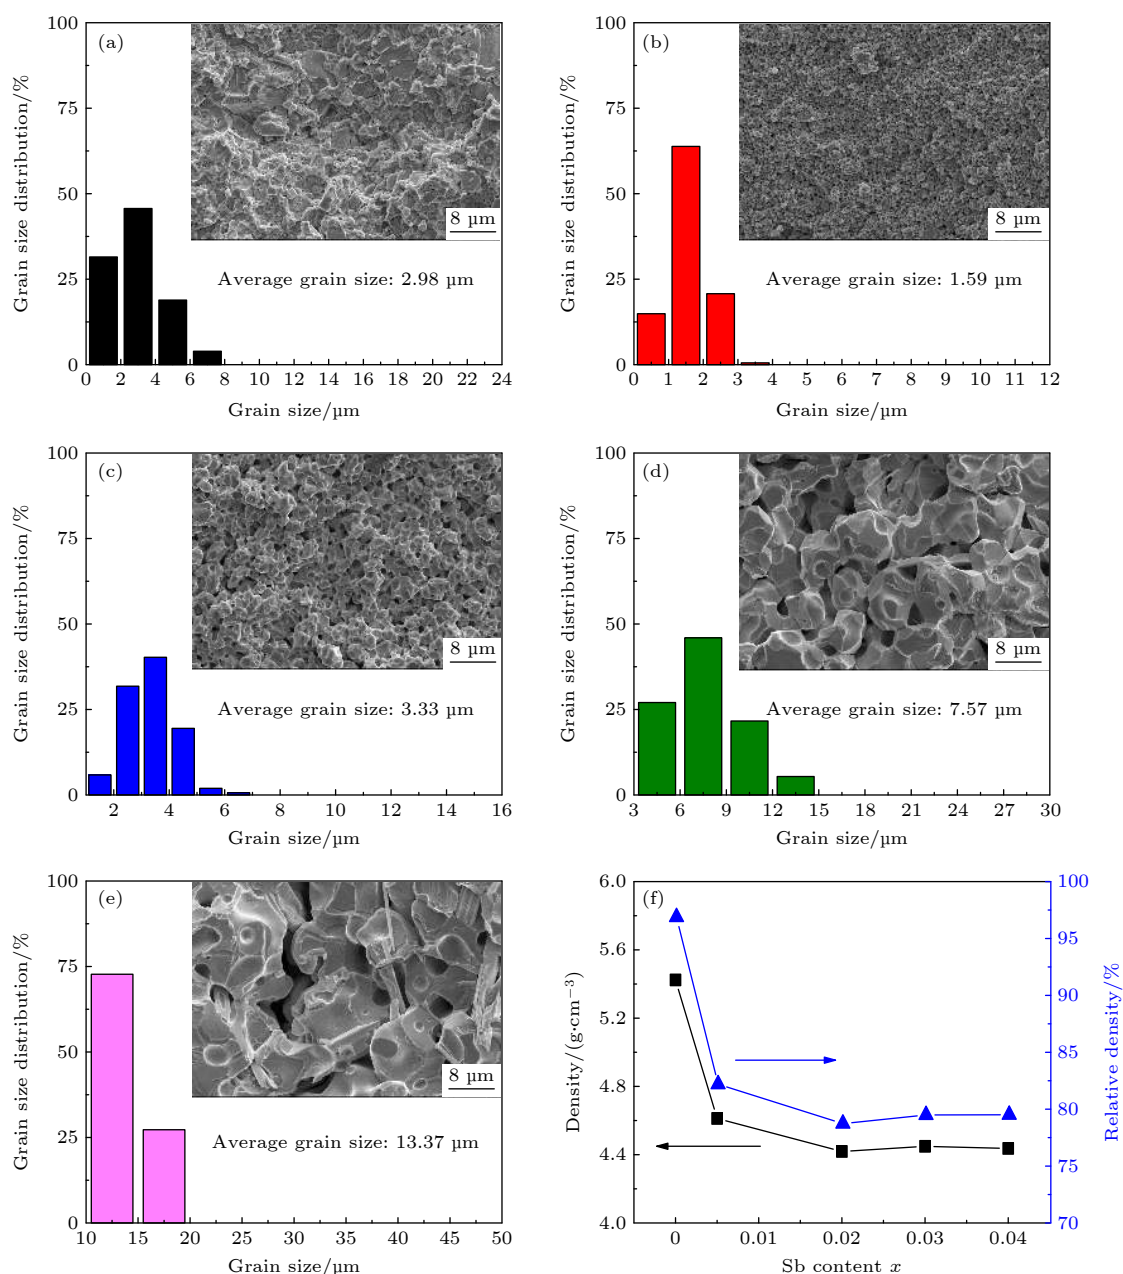 (a)
Grain size distribution/%
100
75
50
25
0
8 µm
Average grain size: 2.98 µm
0 2 4 6 8 10 12 14 16 18 20 22 24
Grain size/µm
(b)
Grain size distribution/%
100
75
50
25
0
8 µm
Average grain size: 1.59 µm
0 1 2 3 4 5 6 7 8 9 10 11 12
Grain size/µm
(c)
Grain size distribution/%
100
75
50
25
0
8 µm
Average grain size: 3.33 µm
2 4 6 8 10 12 14 16
Grain size/µm
(d)
Grain size distribution/%
100
75
50
25
0
8 µm
Average grain size: 7.57 µm
3 6 9 12 15 18 21 24 27 30
Grain size/µm
(e)
Grain size distribution/%
100
75
50
25
0
8 µm
Average grain size: 13.37 µm
10 15 20 25 30 35 40 45 50
Grain size/µm
(f)
Density/(g·cm⁻³)
6.0
5.6
5.2
4.8
4.4
4.0
100
95
90
85
80
75
70
Relative density/%
0 0.01 0.02 0.03 0.04
Sb content x